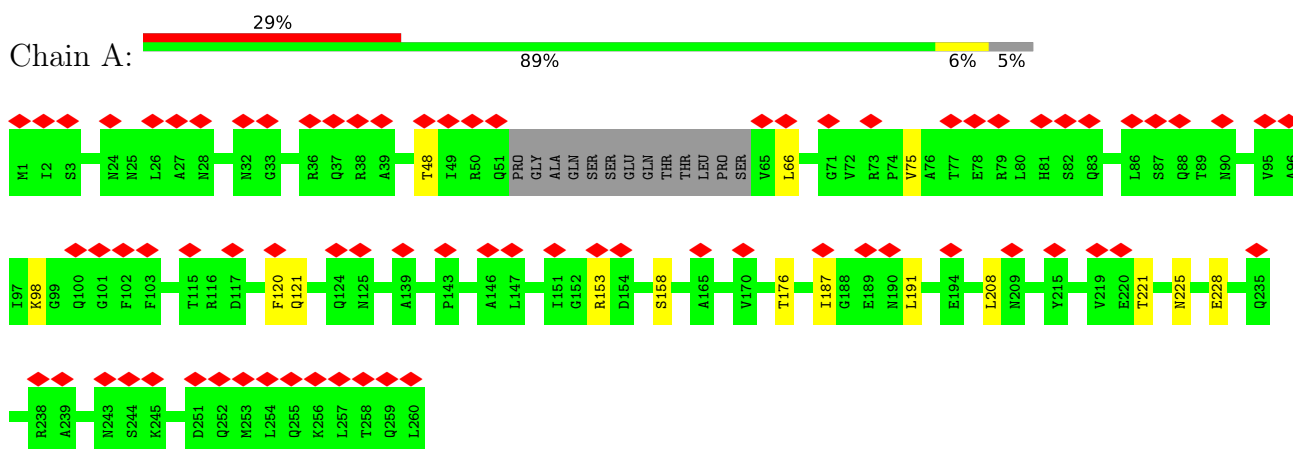 29%
Chain A:
89% 6% 5%
M1 I2 S3 N24 N25 L26 A27 N28 N32 G33 R36 Q37 R38 A39 T48 I49 R50 Q51 PRO GLY ALA GLN SER SER GLU GLN THR THR LEU PRO SER V65 L66 G71 V72 R73 P74 V75 A76 T77 E78 R79 L80 H81 S82 Q83 L86 S87 Q88 T89 N90 V95 A96
I97 K98 G99 Q100 G101 F102 F103 T115 R116 D117 F120 Q121 Q124 N125 A139 P143 A146 L147 I151 G152 R153 D154 S158 A165 V170 T176 I187 G188 E189 N190 L191 E194 L208 N209 Y215 V219 E220 T221 N225 E228 Q235
R238 A239 N243 S244 K245 D251 Q252 M253 L254 Q255 K256 L257 T258 Q259 L260